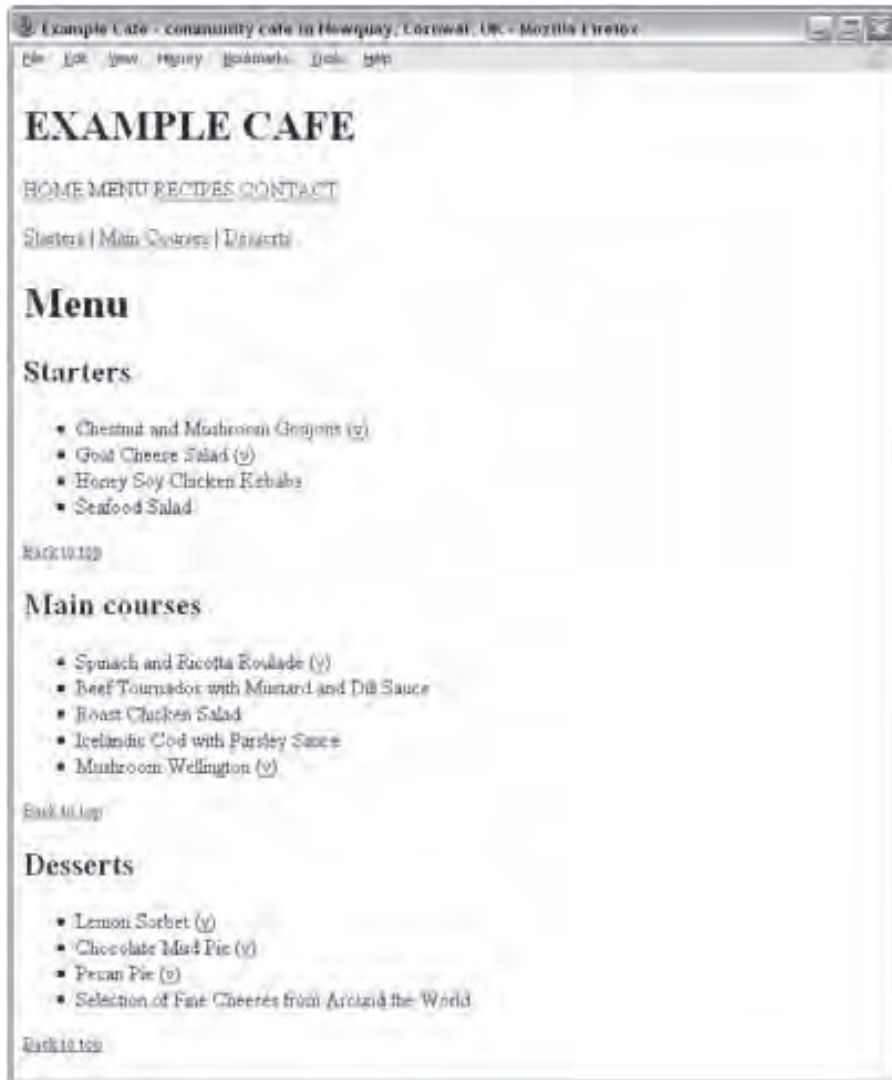 Example Cafe - community cafe in Newquay, Cornwall, UK - Mozilla Firefox
File Edit View History Bookmarks Tools Help
EXAMPLE CAFE
HOME MENU RECIPES CONTACT
Starters | Main Courses | Desserts
Menu
Starters
• Chestnut and Mushroom Goujons (v)
• Goat Cheese Salad (v)
• Honey Soy Chicken Kebabs
• Seafood Salad
Back to top
Main courses
• Spinach and Ricotta Roulade (v)
• Beef Tournados with Mustard and Dill Sauce
• Roast Chicken Salad
• Icelandic Cod with Parsley Sauce
• Mushroom Wellington (v)
Back to top
Desserts
• Lemon Sorbet (v)
• Chocolate Mud Pie (v)
• Pecan Pie (v)
• Selection of Fine Cheeses from Around the World
Back to top